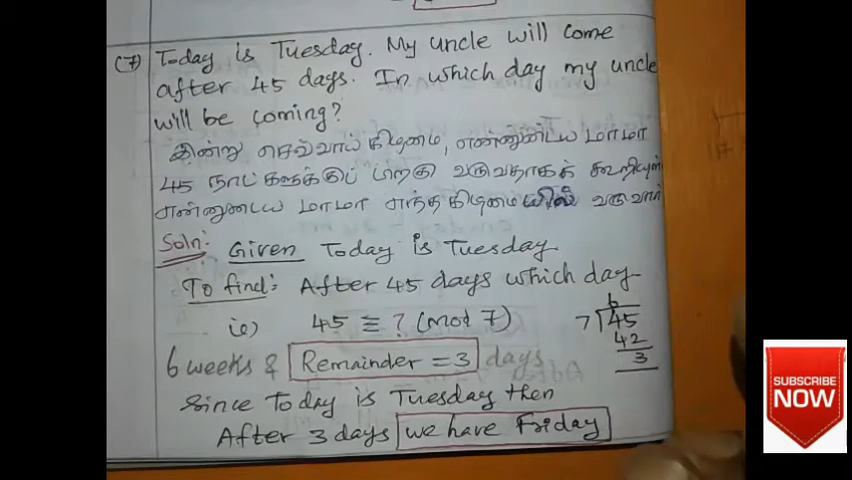 (7) Today is Tuesday. My uncle will come
after 45 days. In which day my uncle
will be coming?
இன்று செவ்வாய் கிழமை, என்னுடைய மாமா
45 நாட்களுக்குப் பிறகு வருவதாகக் கூறியுள்
என்னுடைய மாமா எந்த கிழமையில் வருவார்
Soln: Given Today is Tuesday
To find: After 45 days which day
ie) 45 ≡ ? (mod 7)
6
7 45
42
3
6 weeks & Remainder = 3 days
Since Today is Tuesday then
After 3 days we have Friday
SUBSCRIBE
NOW